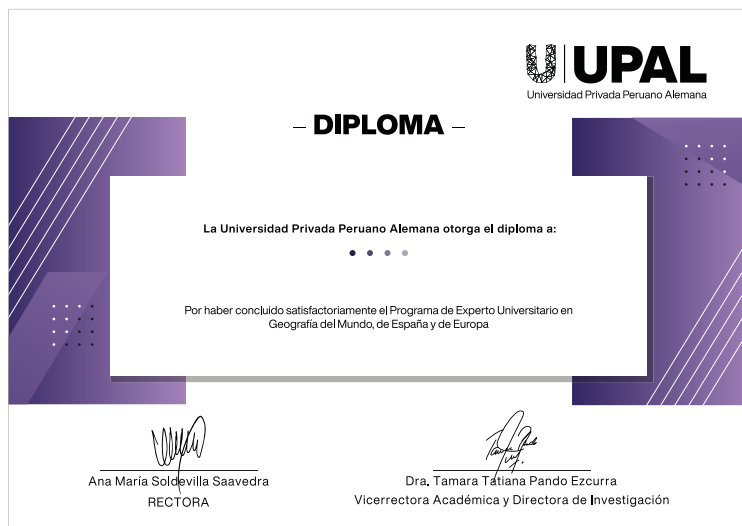 UPAL
Universidad Privada Peruano Alemana
– DIPLOMA –
La Universidad Privada Peruano Alemana otorga el diploma a:
Por haber concluido satisfactoriamente el Programa de Experto Universitario en
Geografía del Mundo, de España y de Europa
Ana María Soldevilla Saavedra
RECTORA
Dra. Tamara Tatiana Pando Ezcurra
Vicerrectora Académica y Directora de Investigación